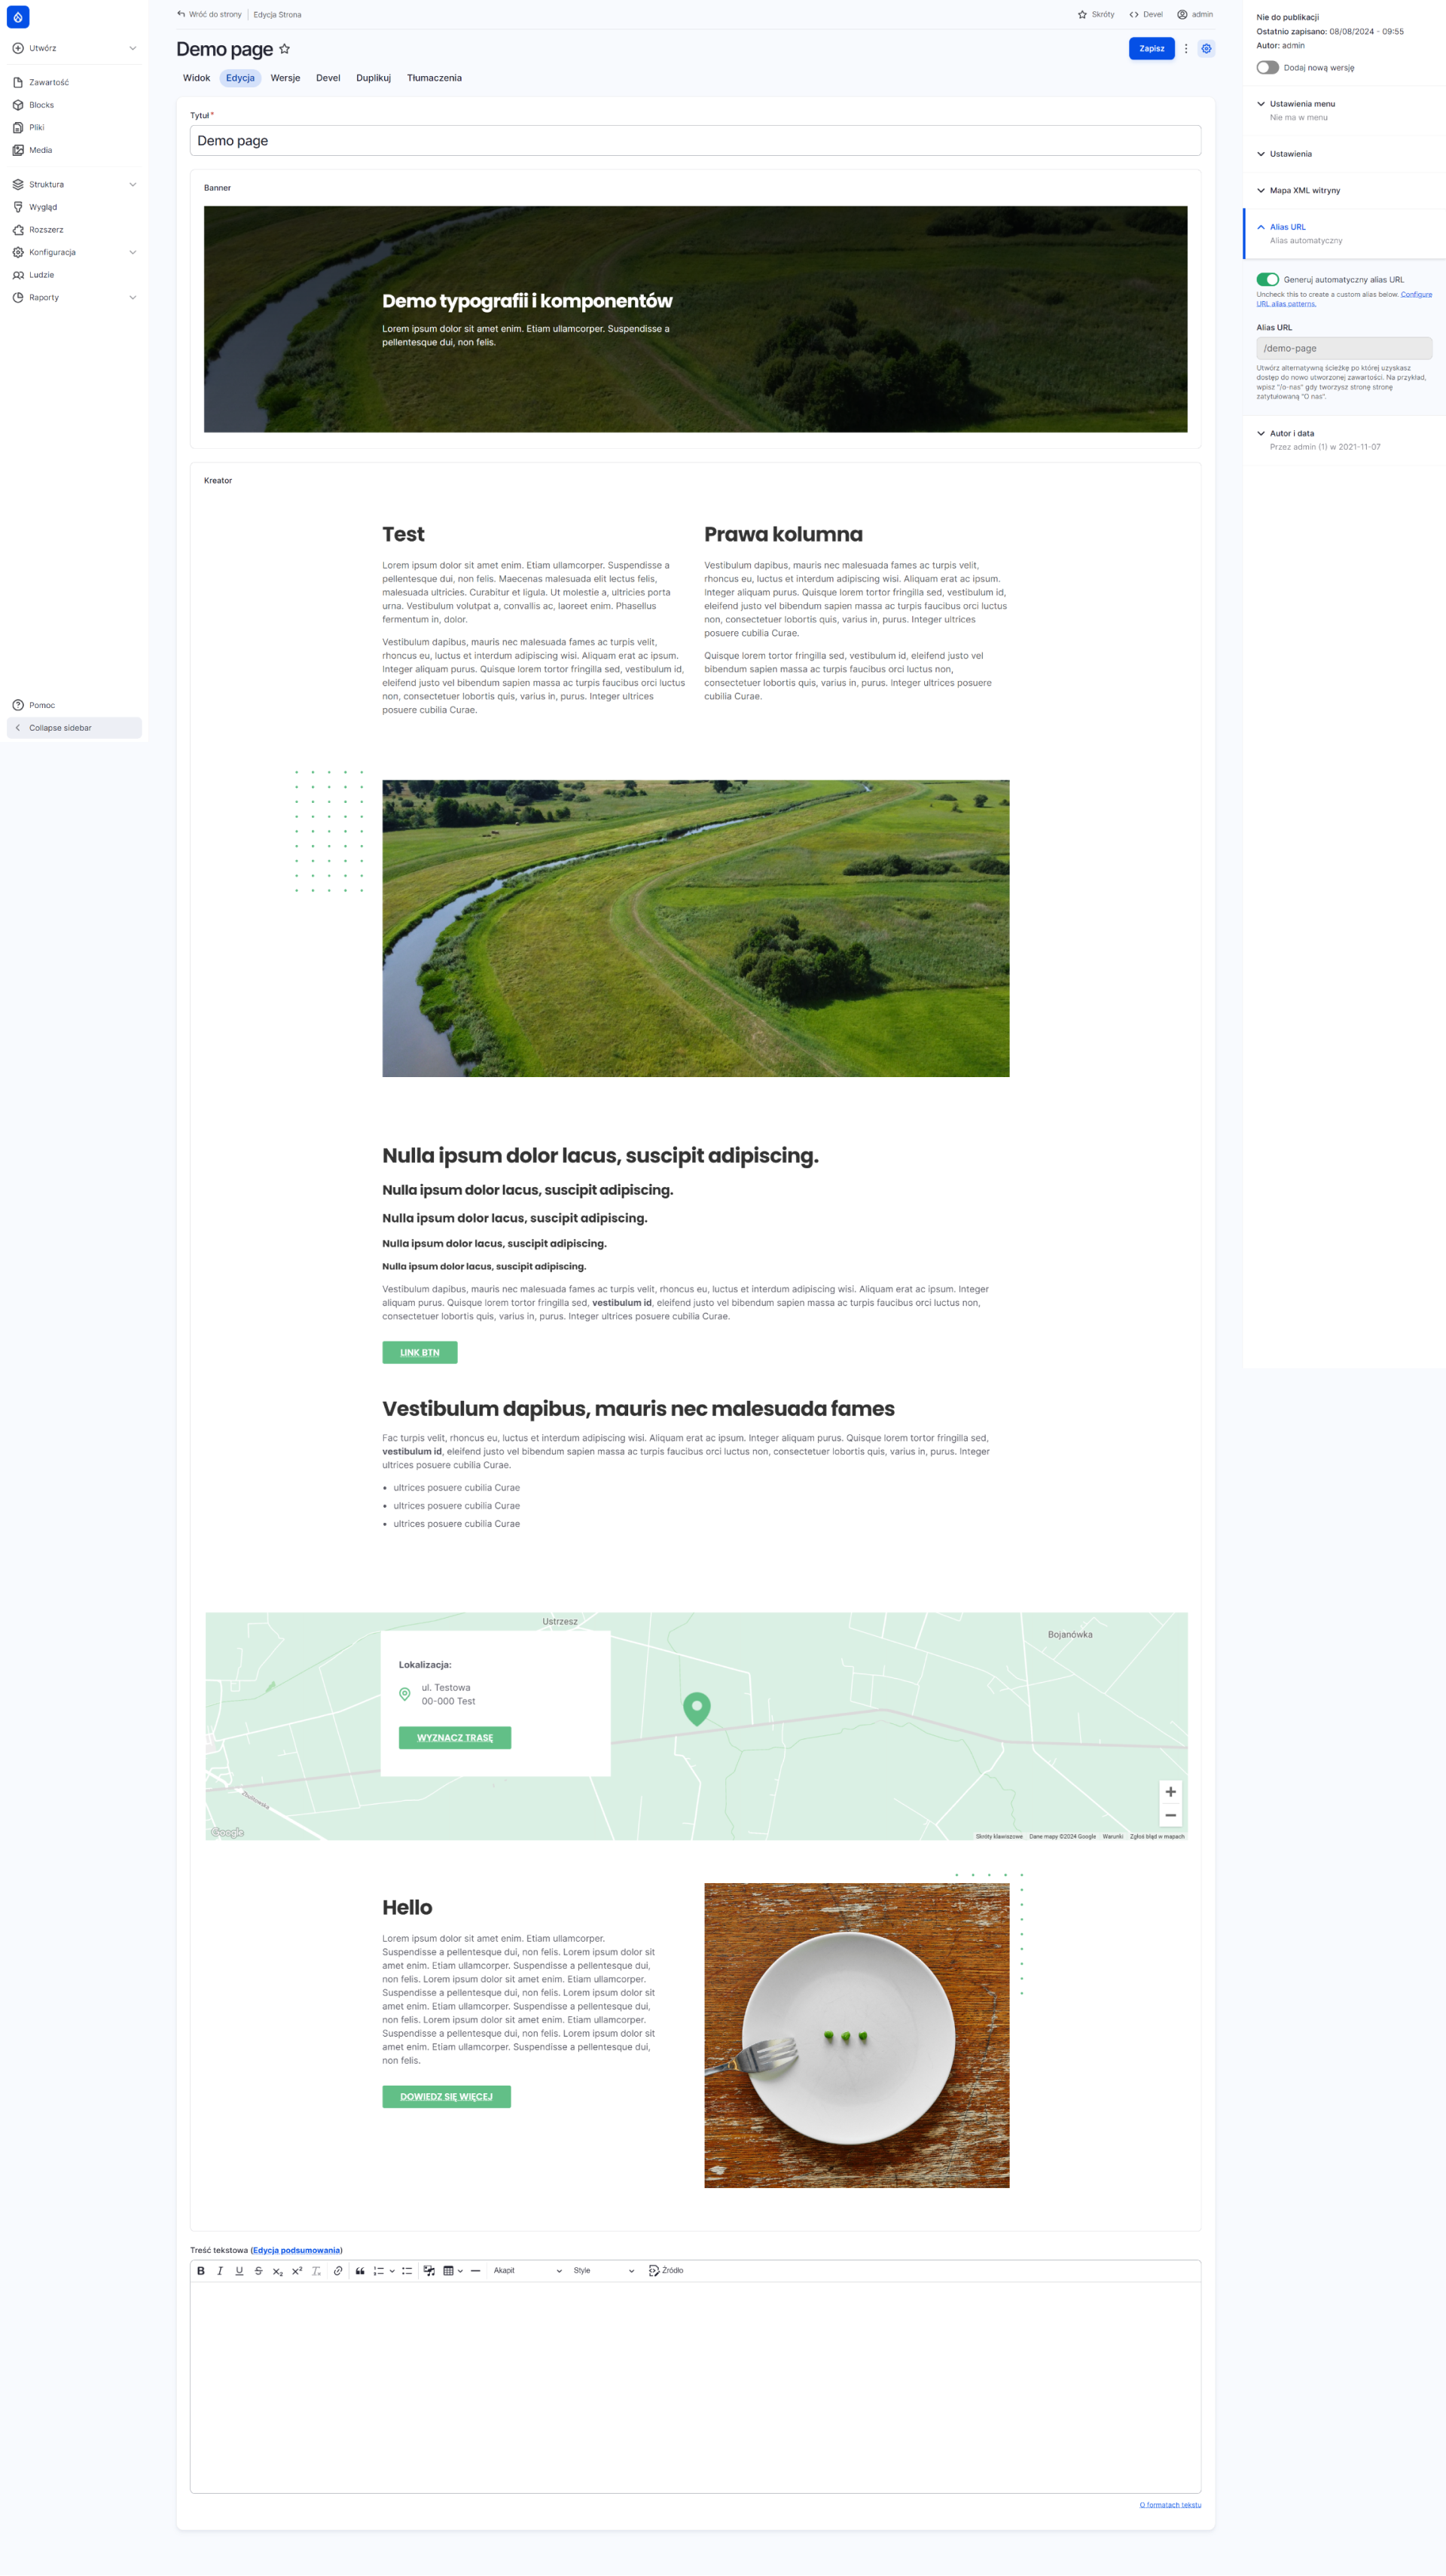 Utwórz
Zawartość
Blocks
Pliki
Media
Struktura
Wygląd
Rozszerz
Konfiguracja
Ludzie
Raporty
Pomoc
Collapse sidebar
Wróć do strony
Edycja Strona
Skróty
Devel
admin
Demo page
Zapisz
Widok
Edycja
Wersje
Devel
Duplikuj
Tłumaczenia
Tytuł*
Demo page
Banner
Demo typografii i komponentów
Lorem ipsum dolor sit amet enim. Etiam ullamcorper. Suspendisse a
pellentesque dui, non felis.
Kreator
Test
Lorem ipsum dolor sit amet enim. Etiam ullamcorper. Suspendisse a
pellentesque dui, non felis. Maecenas malesuada elit lectus felis,
malesuada ultricies. Curabitur et ligula. Ut molestie a, ultricies porta
urna. Vestibulum volutpat a, convallis ac, laoreet enim. Phasellus
fermentum in, dolor.
Vestibulum dapibus, mauris nec malesuada fames ac turpis velit,
rhoncus eu, luctus et interdum adipiscing wisi. Aliquam erat ac ipsum.
Integer aliquam purus. Quisque lorem tortor fringilla sed, vestibulum id,
eleifend justo vel bibendum sapien massa ac turpis faucibus orci luctus
non, consectetuer lobortis quis, varius in, purus. Integer ultrices
posuere cubilia Curae.
Prawa kolumna
Vestibulum dapibus, mauris nec malesuada fames ac turpis velit,
rhoncus eu, luctus et interdum adipiscing wisi. Aliquam erat ac ipsum.
Integer aliquam purus. Quisque lorem tortor fringilla sed, vestibulum id,
eleifend justo vel bibendum sapien massa ac turpis faucibus orci luctus
non, consectetuer lobortis quis, varius in, purus. Integer ultrices
posuere cubilia Curae.
Quisque lorem tortor fringilla sed, vestibulum id, eleifend justo vel
bibendum sapien massa ac turpis faucibus orci luctus non,
consectetuer lobortis quis, varius in, purus. Integer ultrices posuere
cubilia Curae.
Nulla ipsum dolor lacus, suscipit adipiscing.
Nulla ipsum dolor lacus, suscipit adipiscing.
Nulla ipsum dolor lacus, suscipit adipiscing.
Nulla ipsum dolor lacus, suscipit adipiscing.
Nulla ipsum dolor lacus, suscipit adipiscing.
Vestibulum dapibus, mauris nec malesuada fames ac turpis velit, rhoncus eu, luctus et interdum adipiscing wisi. Aliquam erat ac ipsum. Integer
aliquam purus. Quisque lorem tortor fringilla sed, vestibulum id, eleifend justo vel bibendum sapien massa ac turpis faucibus orci luctus non,
consectetuer lobortis quis, varius in, purus. Integer ultrices posuere cubilia Curae.
LINK BTN
Vestibulum dapibus, mauris nec malesuada fames
Fac turpis velit, rhoncus eu, luctus et interdum adipiscing wisi. Aliquam erat ac ipsum. Integer aliquam purus. Quisque lorem tortor fringilla sed,
vestibulum id, eleifend justo vel bibendum sapien massa ac turpis faucibus orci luctus non, consectetuer lobortis quis, varius in, purus. Integer
ultrices posuere cubilia Curae.
• ultrices posuere cubilia Curae
• ultrices posuere cubilia Curae
• ultrices posuere cubilia Curae
Ustrzesz
Bojanówka
Lokalizacja:
ul. Testowa
00-000 Test
WYZNACZ TRASĘ
Zbulitowska
Google
Skróty klawiszowe
Dane mapy ©2024 Google
Warunki
Zgłoś błąd w mapach
Hello
Lorem ipsum dolor sit amet enim. Etiam ullamcorper.
Suspendisse a pellentesque dui, non felis. Lorem ipsum dolor sit
amet enim. Etiam ullamcorper. Suspendisse a pellentesque dui,
non felis. Lorem ipsum dolor sit amet enim. Etiam ullamcorper.
Suspendisse a pellentesque dui, non felis. Lorem ipsum dolor sit
amet enim. Etiam ullamcorper. Suspendisse a pellentesque dui,
non felis. Lorem ipsum dolor sit amet enim. Etiam ullamcorper.
Suspendisse a pellentesque dui, non felis. Lorem ipsum dolor sit
amet enim. Etiam ullamcorper. Suspendisse a pellentesque dui,
non felis.
DOWIEDZ SIĘ WIĘCEJ
Treść tekstowa (Edycja podsumowania)
Akapit
Style
Źródło
O formatach tekstu
Nie do publikacji
Ostatnio zapisano: 08/08/2024 - 09:55
Autor: admin
Dodaj nową wersję
Ustawienia menu
Nie ma w menu
Ustawienia
Mapa XML witryny
Alias URL
Alias automatyczny
Generuj automatyczny alias URL
Uncheck this to create a custom alias below. Configure
URL alias patterns.
Alias URL
/demo-page
Utwórz alternatywną ścieżkę po której uzyskasz
dostęp do nowo utworzonej zawartości. Na przykład,
wpisz "/o-nas" gdy tworzysz stronę stronę
zatytułowaną "O nas".
Autor i data
Przez admin (1) w 2021-11-07